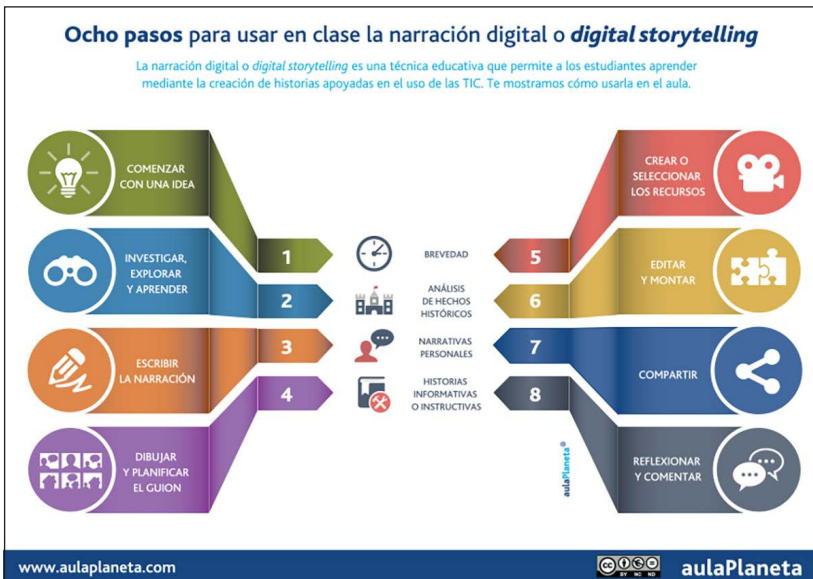 Ocho pasos para usar en clase la narración digital o digital storytelling
La narración digital o digital storytelling es una técnica educativa que permite a los estudiantes aprender
mediante la creación de historias apoyadas en el uso de las TIC. Te mostramos cómo usarla en el aula.
COMENZAR
CON UNA IDEA
1
INVESTIGAR,
EXPLORAR
Y APRENDER
2
ESCRIBIR
LA NARRACIÓN
3
DIBUJAR
Y PLANIFICAR
EL GUION
4
BREVEDAD
ANÁLISIS
DE HECHOS
HISTÓRICOS
NARRATIVAS
PERSONALES
HISTORIAS
INFORMATIVAS
O INSTRUCTIVAS
CREAR O
SELECCIONAR
LOS RECURSOS
5
EDITAR
Y MONTAR
6
COMPARTIR
7
REFLEXIONAR
Y COMENTAR
8
aulaPlaneta
www.aulaplaneta.com
cc
BY NC ND
aulaPlaneta